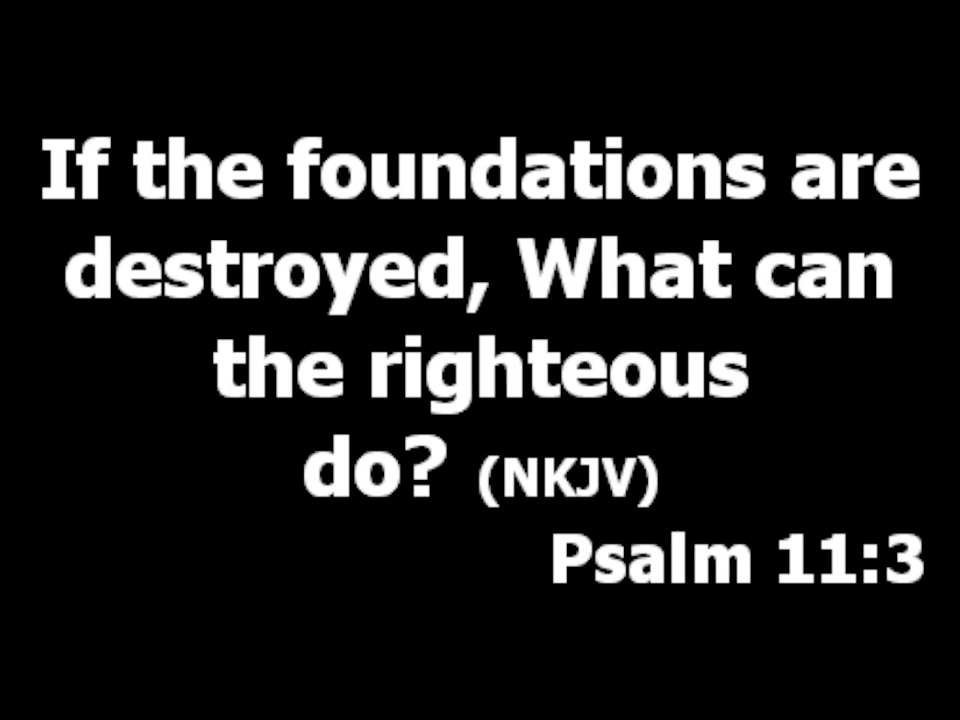 If the foundations are
destroyed, What can
the righteous
do? (NKJV)
Psalm 11:3